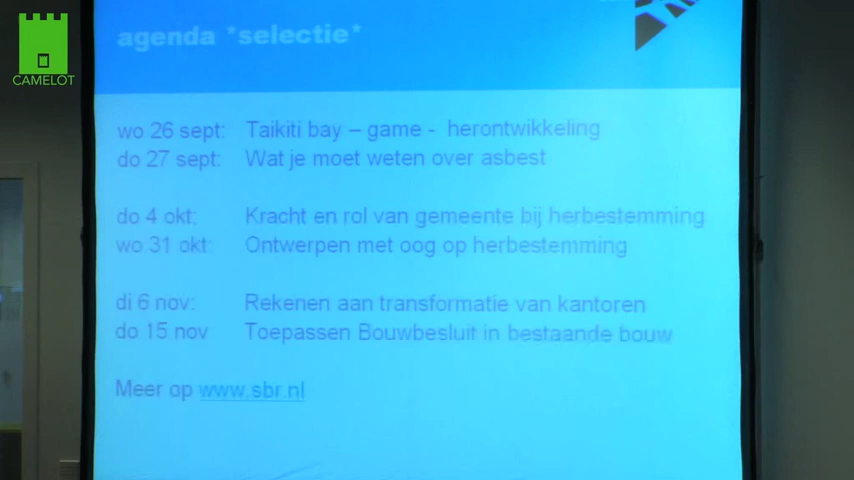 CAMELOT
agenda *selectie*
wo 26 sept: Taikiti bay – game - herontwikkeling
do 27 sept: Wat je moet weten over asbest
do 4 okt: Kracht en rol van gemeente bij herbestemming
wo 31 okt: Ontwerpen met oog op herbestemming
di 6 nov: Rekenen aan transformatie van kantoren
do 15 nov Toepassen Bouwbesluit in bestaande bouw
Meer op www.sbr.nl